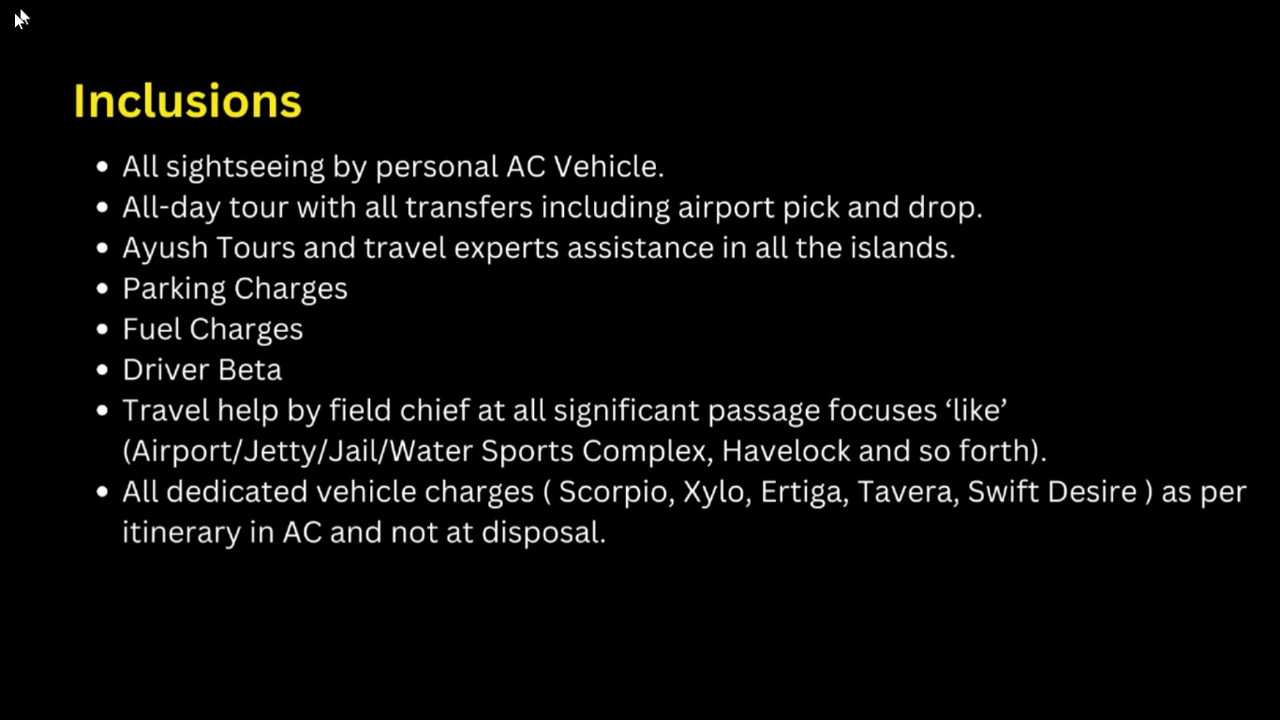 Inclusions
• All sightseeing by personal AC Vehicle.
• All-day tour with all transfers including airport pick and drop.
• Ayush Tours and travel experts assistance in all the islands.
• Parking Charges
• Fuel Charges
• Driver Beta
• Travel help by field chief at all significant passage focuses ‘like’
(Airport/Jetty/Jail/Water Sports Complex, Havelock and so forth).
• All dedicated vehicle charges ( Scorpio, Xylo, Ertiga, Tavera, Swift Desire ) as per
itinerary in AC and not at disposal.